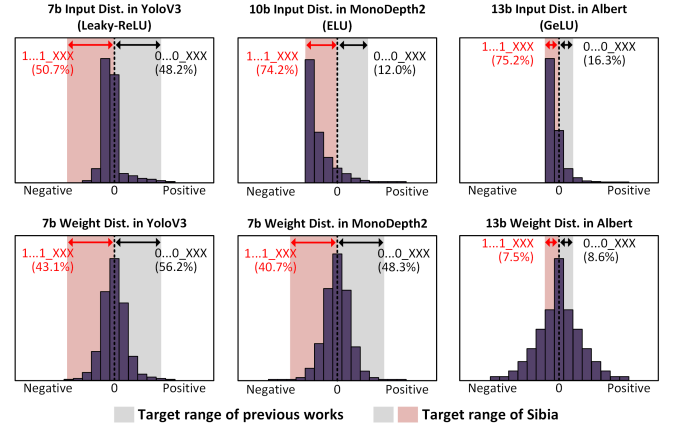 7b Input Dist. in YoloV3
(Leaky-ReLU)
1...1_XXX
(50.7%)
0...0_XXX
(48.2%)
Negative 0 Positive
10b Input Dist. in MonoDepth2
(ELU)
1...1_XXX
(74.2%)
0...0_XXX
(12.0%)
Negative 0 Positive
13b Input Dist. in Albert
(GeLU)
1...1_XXX
(75.2%)
0...0_XXX
(16.3%)
Negative 0 Positive
7b Weight Dist. in YoloV3
1...1_XXX
(43.1%)
0...0_XXX
(56.2%)
Negative 0 Positive
7b Weight Dist. in MonoDepth2
1...1_XXX
(40.7%)
0...0_XXX
(48.3%)
Negative 0 Positive
13b Weight Dist. in Albert
1...1_XXX
(7.5%)
0...0_XXX
(8.6%)
Negative 0 Positive
Target range of previous works
Target range of Sibia